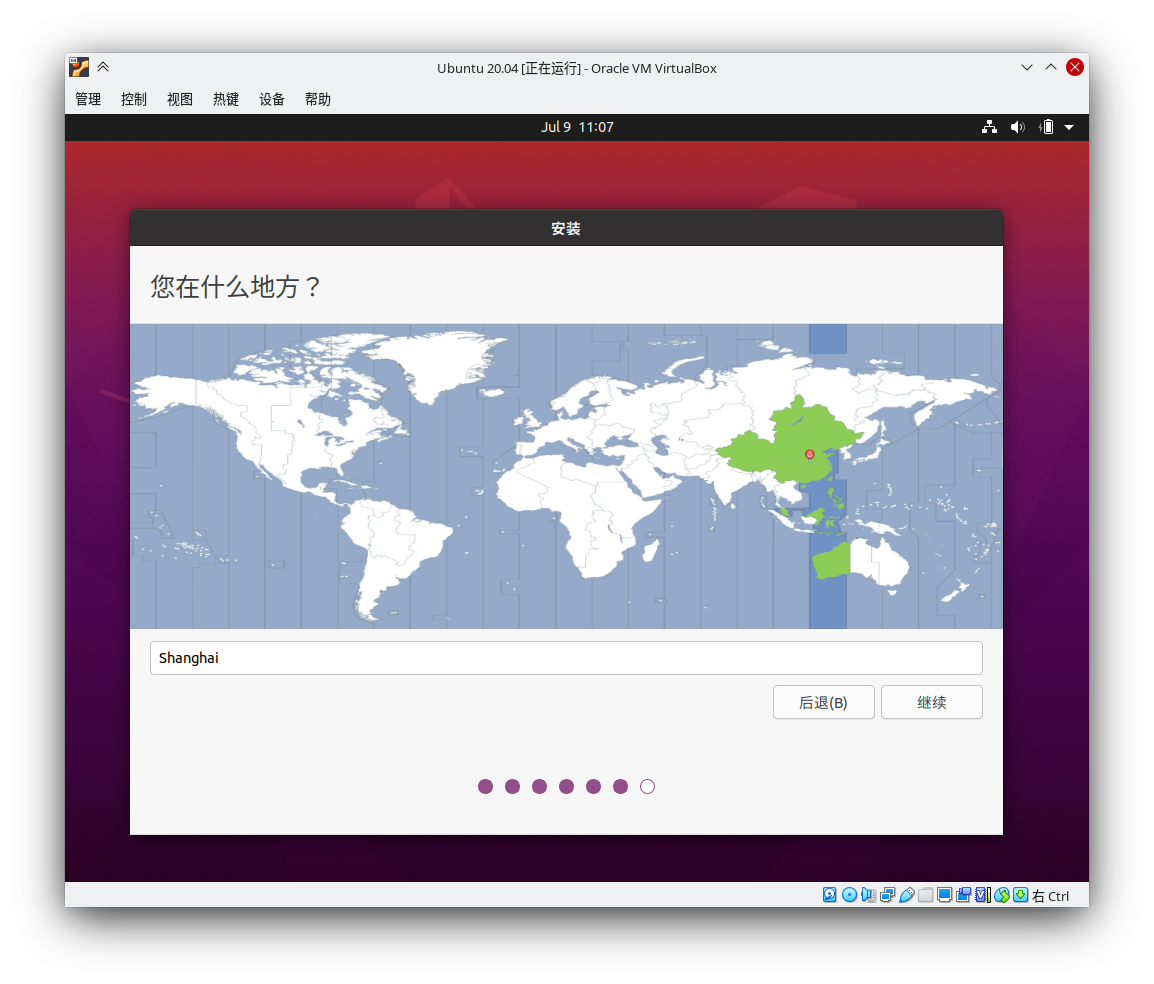 Ubuntu 20.04 [正在运行] - Oracle VM VirtualBox
管理 控制 视图 热键 设备 帮助
Jul 9 11:07
安装
您在什么地方？
Shanghai
后退(B) 继续
右 Ctrl